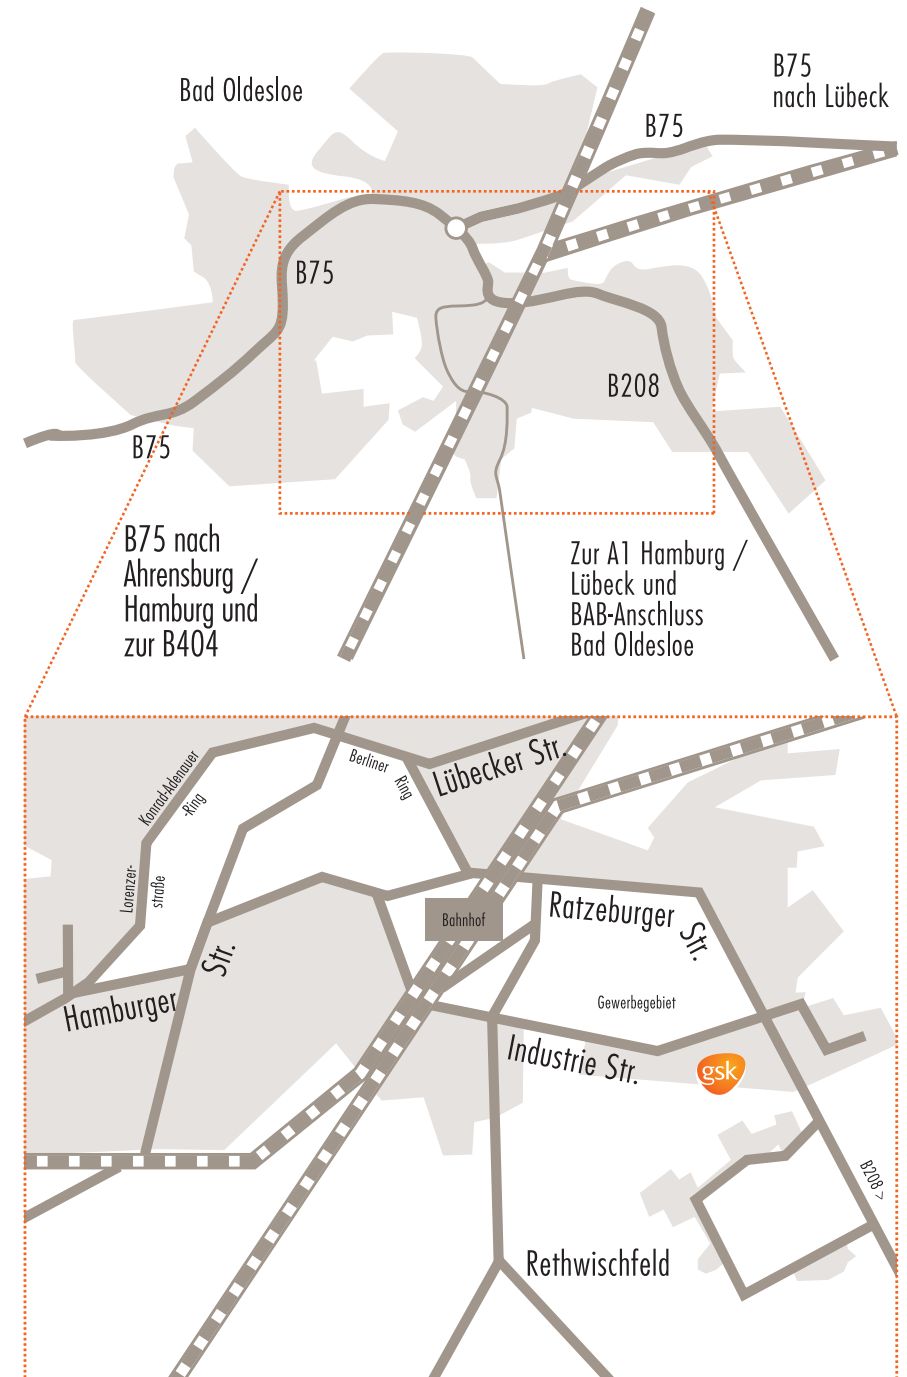 Bad Oldesloe
B75
nach Lübeck
B75
B75
B208
B75
B75 nach
Ahrensburg /
Hamburg und
zur B404
Zur A1 Hamburg /
Lübeck und
BAB-Anschluss
Bad Oldesloe
Konrad-Adenauer
-Ring
Berliner
Ring
Lübecker Str.
Lorenzer-
straße
Bahnhof
Ratzeburger
Str.
Hamburger
Str.
Gewerbegebiet
Industrie Str.
gsk
B208 >
Rethwischfeld